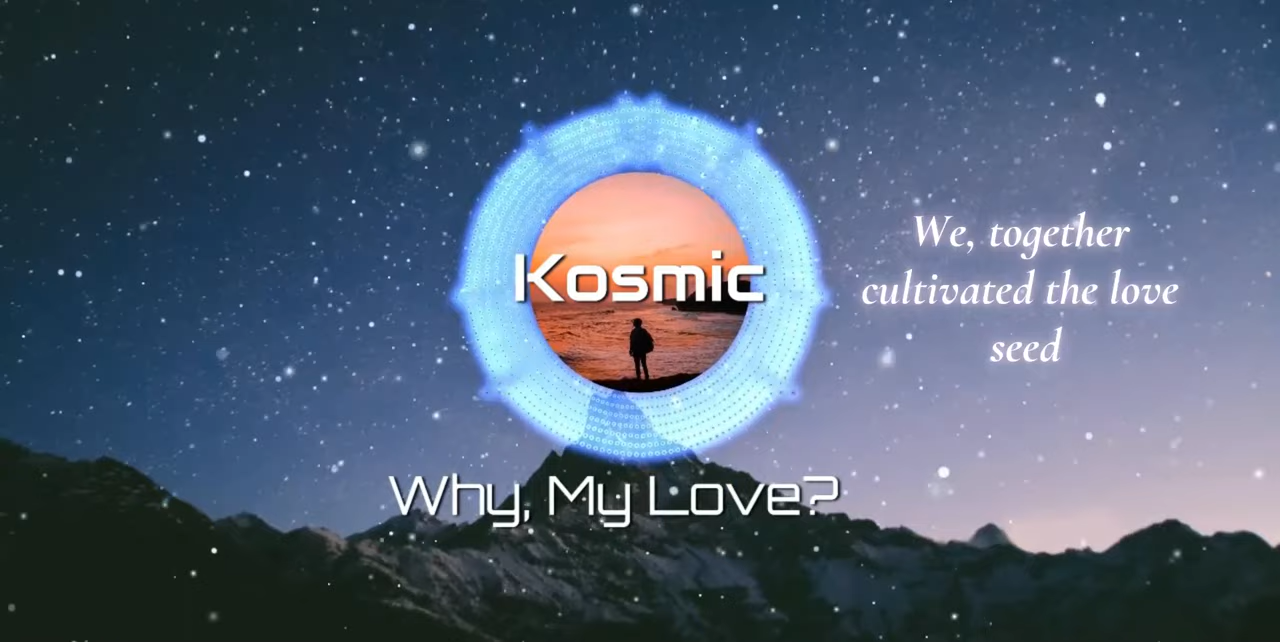 Kosmic
Why, My Love?
We, together
cultivated the love
seed